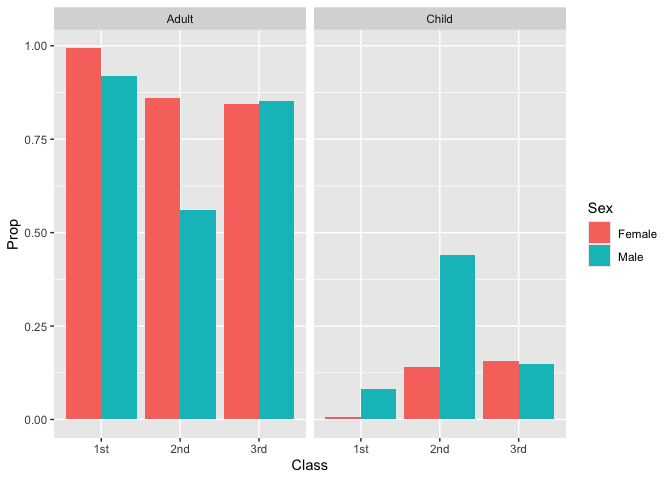 Adult
Child
1.00
0.75
0.50
0.25
0.00
Prop
1st
2nd
3rd
1st
2nd
3rd
Class
Sex
Female
Male